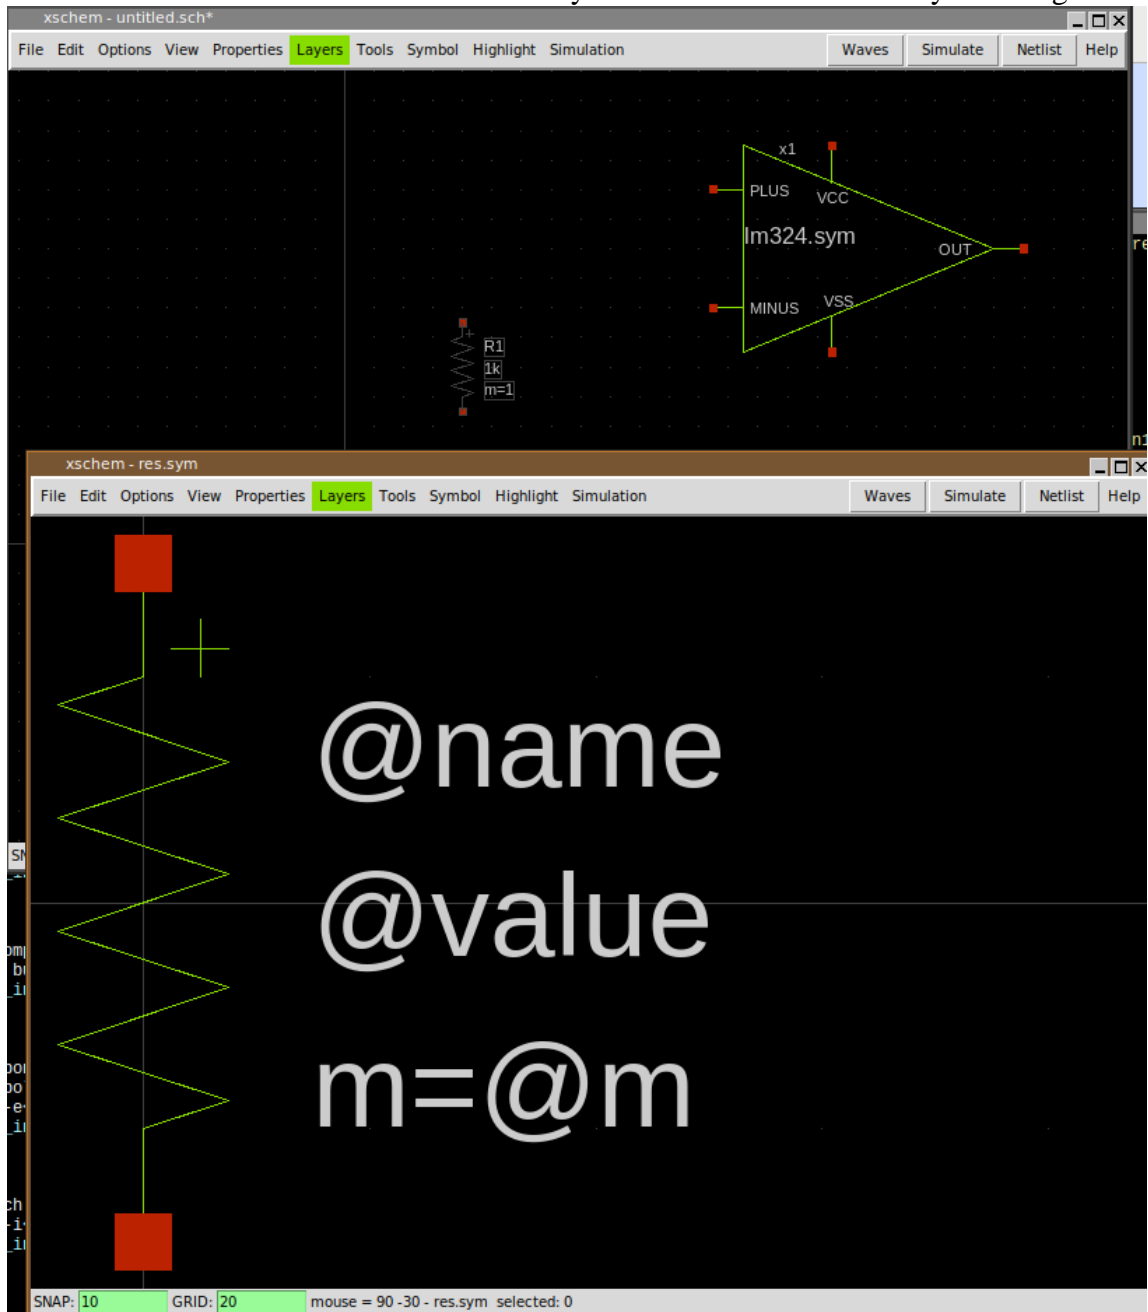 xschem - untitled.sch*
File Edit Options View Properties Layers Tools Symbol Highlight Simulation Waves Simulate Netlist Help
x1
PLUS
VCC
lm324.sym
OUT
MINUS
VSS
R1
1k
m=1
xschem - res.sym
File Edit Options View Properties Layers Tools Symbol Highlight Simulation Waves Simulate Netlist Help
@name
@value
m=@m
SNAP: 10 GRID: 20 mouse = 90 -30 - res.sym selected: 0